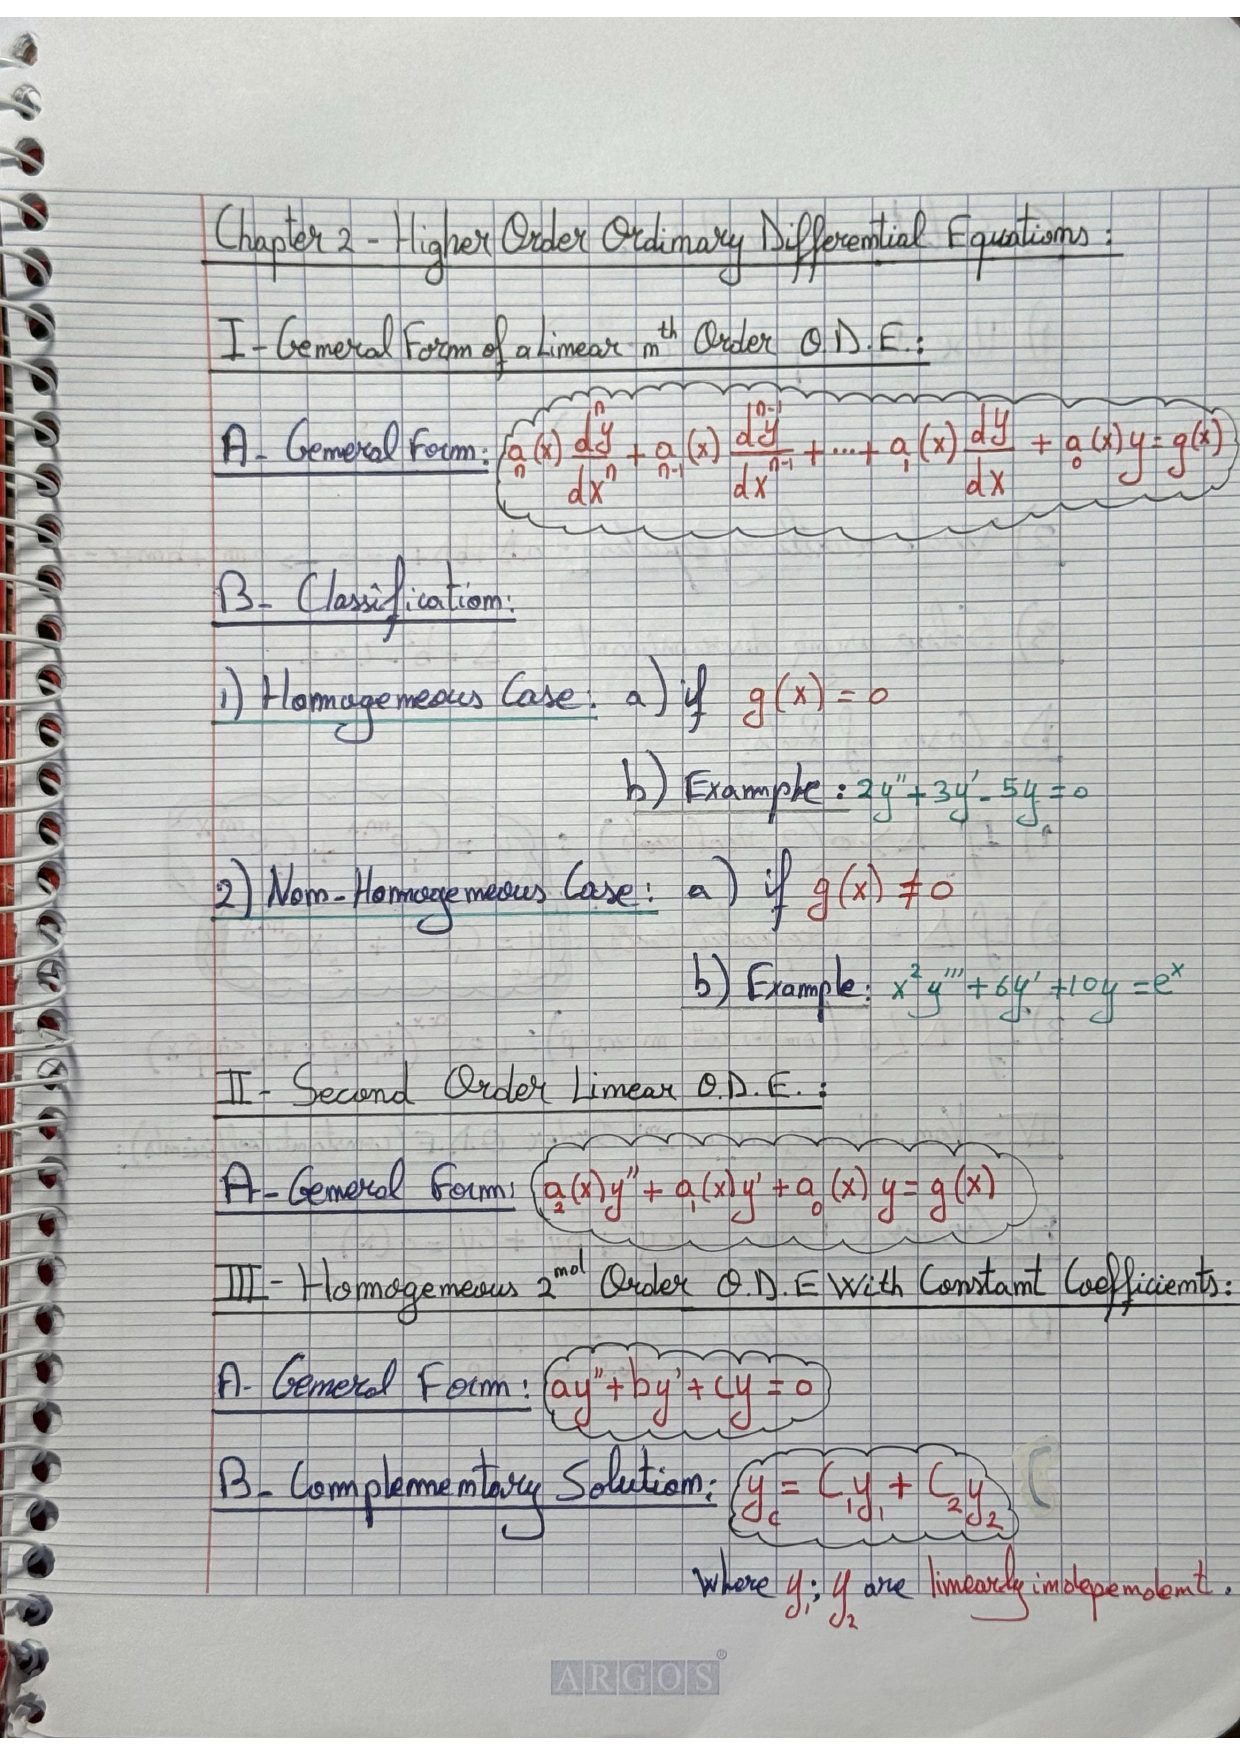 Chapter 2 - Higher Order Ordinary Differential Equations :
I - General Form of a Linear nth Order O.D.E. :
A - General Form : aₙ(x) dⁿy/dxⁿ + aₙ₋₁(x) dⁿ⁻¹y/dxⁿ⁻¹ + ... + a₁(x) dy/dx + a₀(x) y = g(x)
B - Classification :
1) Homogeneous Case : a) if g(x) = 0
b) Example : 2y'' + 3y' - 5y = 0
2) Non-Homogeneous Case : a) if g(x) ≠ 0
b) Example : x²y''' + 6y' + 10y = eˣ
II - Second Order Linear O.D.E. :
A - General Form : a₂(x)y'' + a₁(x)y' + a₀(x) y = g(x)
III - Homogeneous 2nd Order O.D.E With Constant Coefficients :
A - General Form : ay'' + by' + cy = 0
B - Complementary Solution : y_c = C₁y₁ + C₂y₂
where y₁ ; y₂ are linearly independent .
ARGOS®